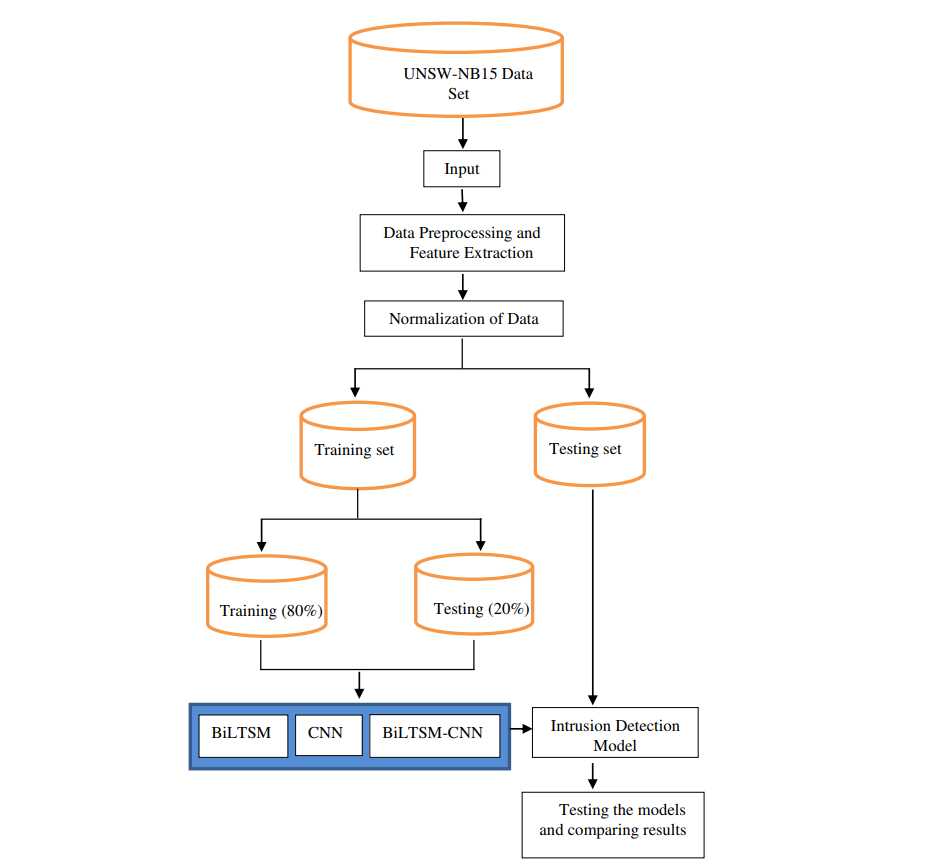 UNSW-NB15 Data
Set
Input
Data Preprocessing and
Feature Extraction
Normalization of Data
Training set
Testing set
Training (80%)
Testing (20%)
BiLTSM
CNN
BiLTSM-CNN
Intrusion Detection
Model
Testing the models
and comparing results